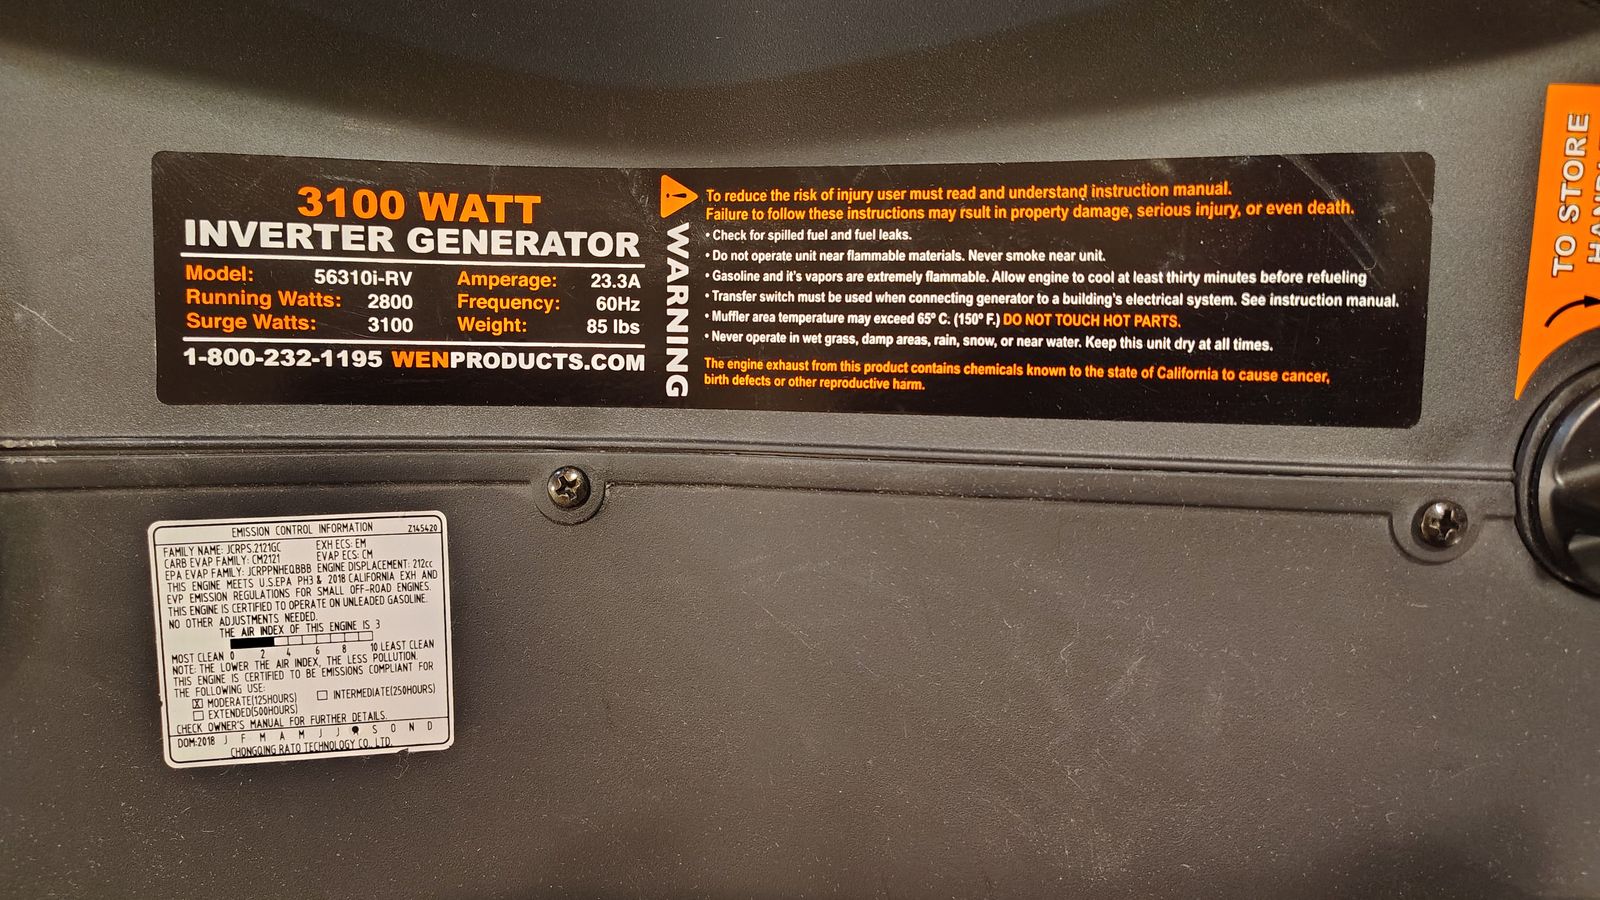 3100 WATT
INVERTER GENERATOR
Model: 56310i-RV
Running Watts: 2800
Surge Watts: 3100
Amperage: 23.3A
Frequency: 60Hz
Weight: 85 lbs
1-800-232-1195 WENPRODUCTS.COM
WARNING
To reduce the risk of injury user must read and understand instruction manual.
Failure to follow these instructions may rsult in property damage, serious injury, or even death.
• Check for spilled fuel and fuel leaks.
• Do not operate unit near flammable materials. Never smoke near unit.
• Gasoline and it's vapors are extremely flammable. Allow engine to cool at least thirty minutes before refueling
• Transfer switch must be used when connecting generator to a building's electrical system. See instruction manual.
• Muffler area temperature may exceed 65º C. (150º F.) DO NOT TOUCH HOT PARTS.
• Never operate in wet grass, damp areas, rain, snow, or near water. Keep this unit dry at all times.
The engine exhaust from this product contains chemicals known to the state of California to cause cancer,
birth defects or other reproductive harm.
TO STORE
EMISSION CONTROL INFORMATION Z145420
FAMILY NAME: JCRPS.2121GC EXH ECS: EM
CARB EVAP FAMILY: CM2121 EVAP ECS: CM
EPA EVAP FAMILY: JCRPPNHEQBBB ENGINE DISPLACEMENT: 212cc
THIS ENGINE MEETS U.S.EPA PH3 & 2018 CALIFORNIA EXH AND
EVP EMISSION REGULATIONS FOR SMALL OFF-ROAD ENGINES.
THIS ENGINE IS CERTIFIED TO OPERATE ON UNLEADED GASOLINE.
NO OTHER ADJUSTMENTS NEEDED.
THE AIR INDEX OF THIS ENGINE IS 3
MOST CLEAN 0 2 4 6 8 10 LEAST CLEAN
NOTE: THE LOWER THE AIR INDEX, THE LESS POLLUTION.
THIS ENGINE IS CERTIFIED TO BE EMISSIONS COMPLIANT FOR
THE FOLLOWING USE:
☒ MODERATE(125HOURS) ☐ INTERMEDIATE(250HOURS)
☐ EXTENDED(500HOURS)
CHECK OWNER'S MANUAL FOR FURTHER DETAILS.
DOM:2018 J F M A M J J S O N D
CHONGQING RATO TECHNOLOGY CO., LTD.